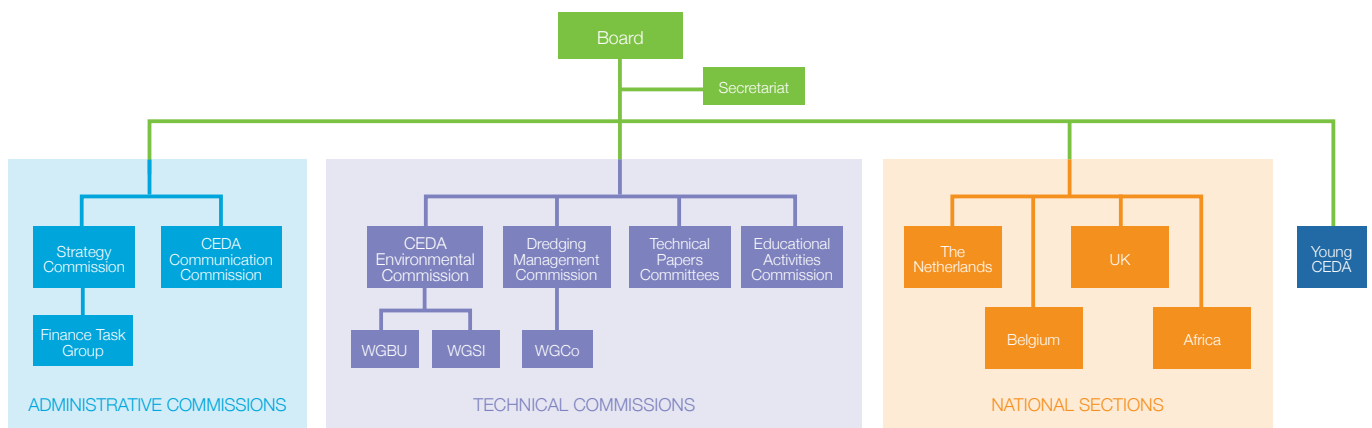 Board
Secretariat
Strategy
Commission
CEDA
Communication
Commission
Finance Task
Group
ADMINISTRATIVE COMMISSIONS
CEDA
Environmental
Commission
Dredging
Management
Commission
Technical
Papers
Committees
Educational
Activities
Commission
WGBU
WGSI
WGCo
TECHNICAL COMMISSIONS
The
Netherlands
UK
Belgium
Africa
NATIONAL SECTIONS
Young
CEDA